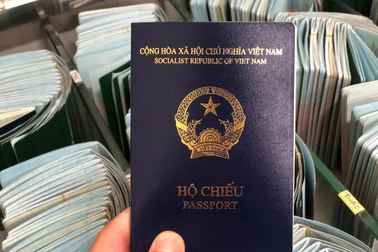 CỘNG HÒA XÃ HỘI CHỦ NGHĨA VIỆT NAM
SOCIALIST REPUBLIC OF VIET NAM
HỘ CHIẾU
PASSPORT